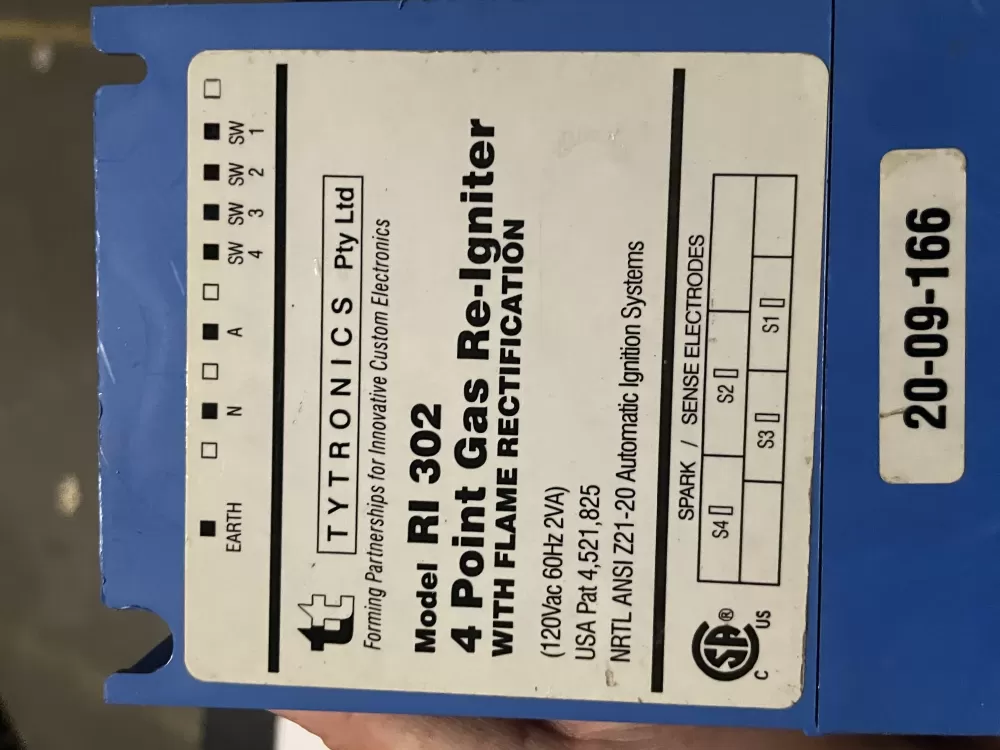 EARTH N A SW SW SW SW
4 3 2 1
tt TYTRONICS Pty Ltd
Forming Partnerships for Innovative Custom Electronics
Model RI 302
4 Point Gas Re-Igniter
WITH FLAME RECTIFICATION
(120Vac 60Hz 2VA)
USA Pat 4,521,825
NRTL ANSI Z21-20 Automatic Ignition Systems
SPARK / SENSE ELECTRODES
S4 S2
S3 S1
C SA® US
20-09-166